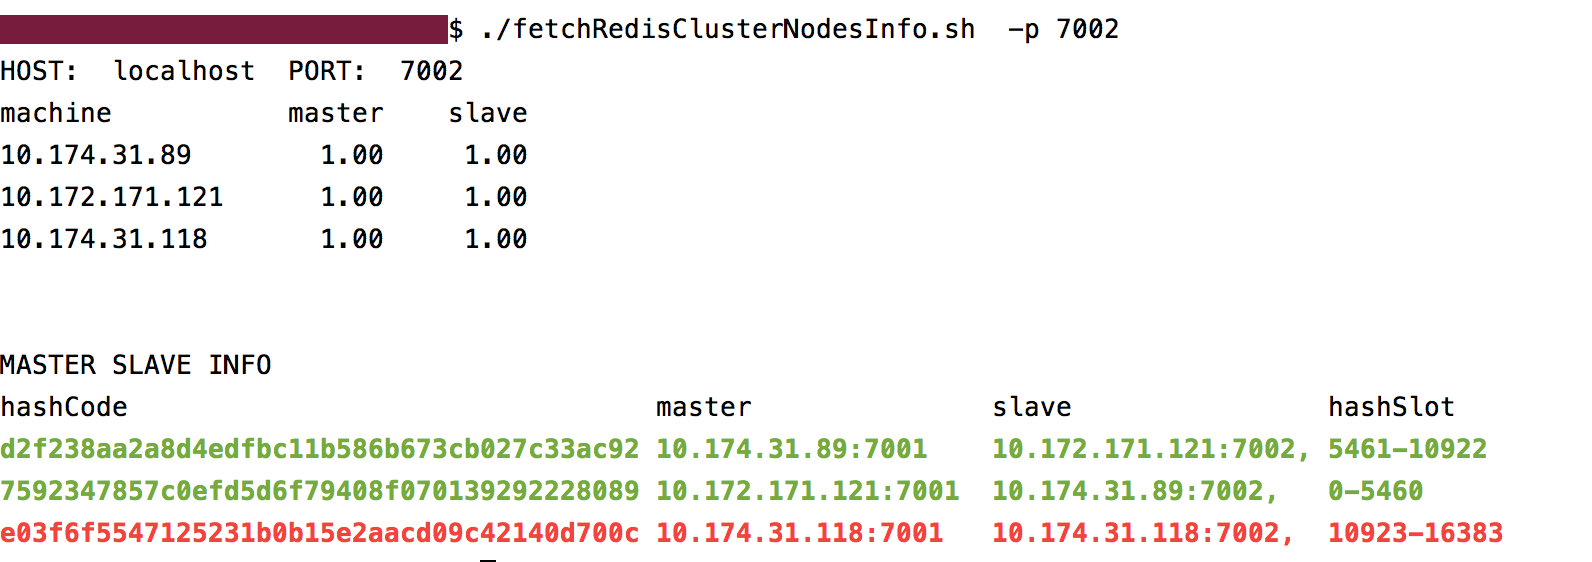 $ ./fetchRedisClusterNodesInfo.sh  -p 7002
HOST:  localhost  PORT:  7002
machine           master    slave
10.174.31.89        1.00     1.00
10.172.171.121      1.00     1.00
10.174.31.118       1.00     1.00
MASTER SLAVE INFO
hashCode                                 master               slave                hashSlot
d2f238aa2a8d4edfbc11b586b673cb027c33ac92 10.174.31.89:7001    10.172.171.121:7002, 5461-10922
7592347857c0efd5d6f79408f070139292228089 10.172.171.121:7001  10.174.31.89:7002,   0-5460
e03f6f5547125231b0b15e2aacd09c42140d700c 10.174.31.118:7001   10.174.31.118:7002,  10923-16383